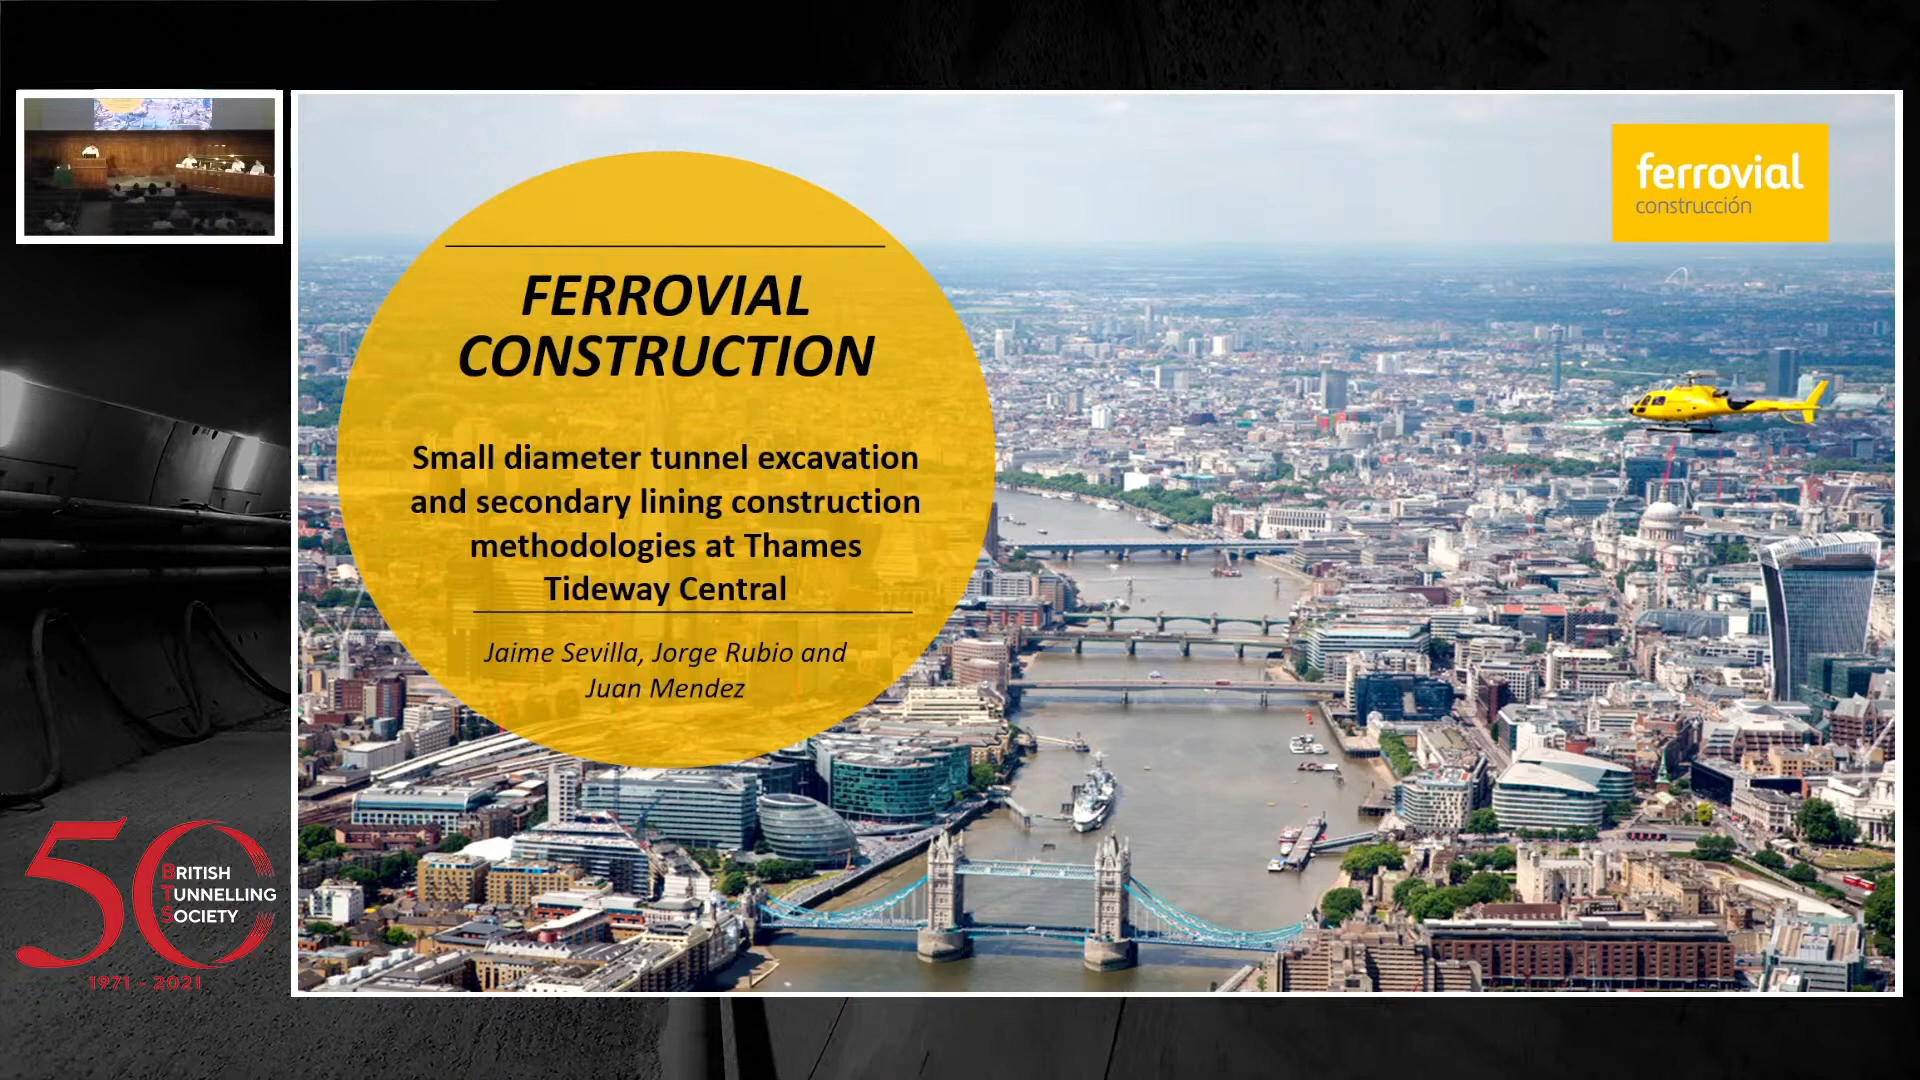 ferrovial
construcción
FERROVIAL
CONSTRUCTION
Small diameter tunnel excavation
and secondary lining construction
methodologies at Thames
Tideway Central
Jaime Sevilla, Jorge Rubio and
Juan Mendez
50
BRITISH
TUNNELLING
SOCIETY
1971 - 2021